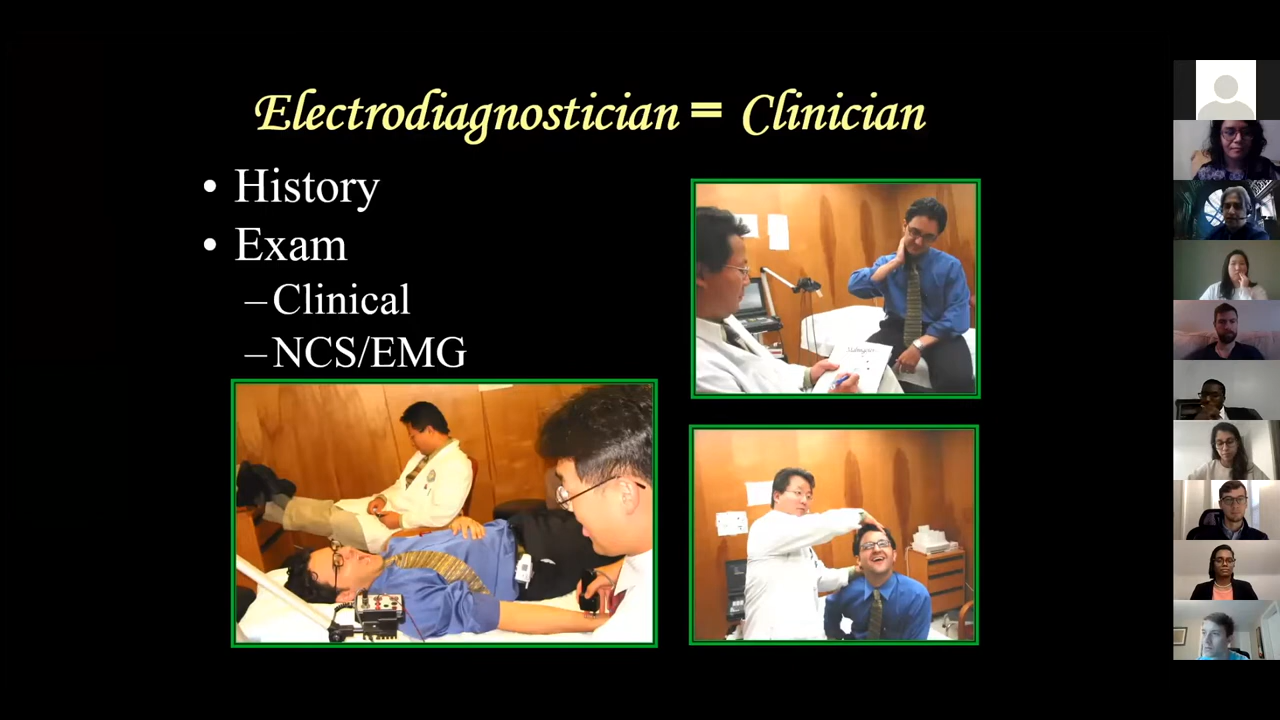 Electrodiagnostician = Clinician
• History
• Exam
–Clinical
–NCS/EMG